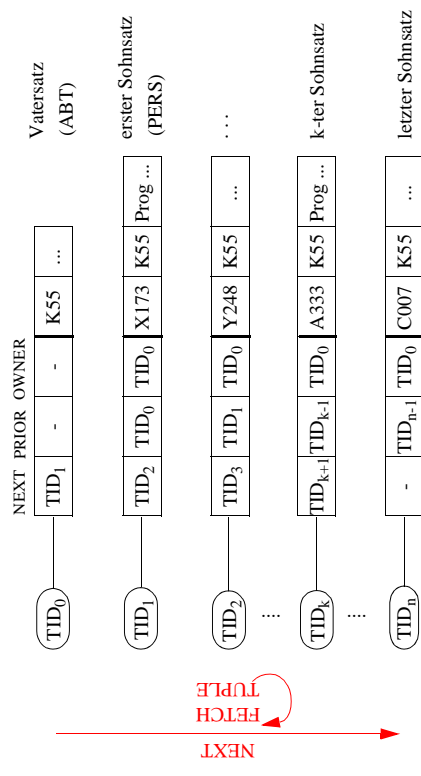 NEXT PRIOR OWNER
TID0 TID1 - - K55 ... Vatersatz (ABT)
TID1 TID2 TID0 TID0 X173 K55 Prog ... erster Sohnsatz (PERS)
TID2 TID3 TID1 TID0 Y248 K55 ... . . .
.... 
TIDk TIDk+1 TIDk-1 TID0 A333 K55 Prog ... k-ter Sohnsatz
....
TIDn - TIDn-1 TID0 C007 K55 ... letzter Sohnsatz
NEXT
FETCH
TUPLE